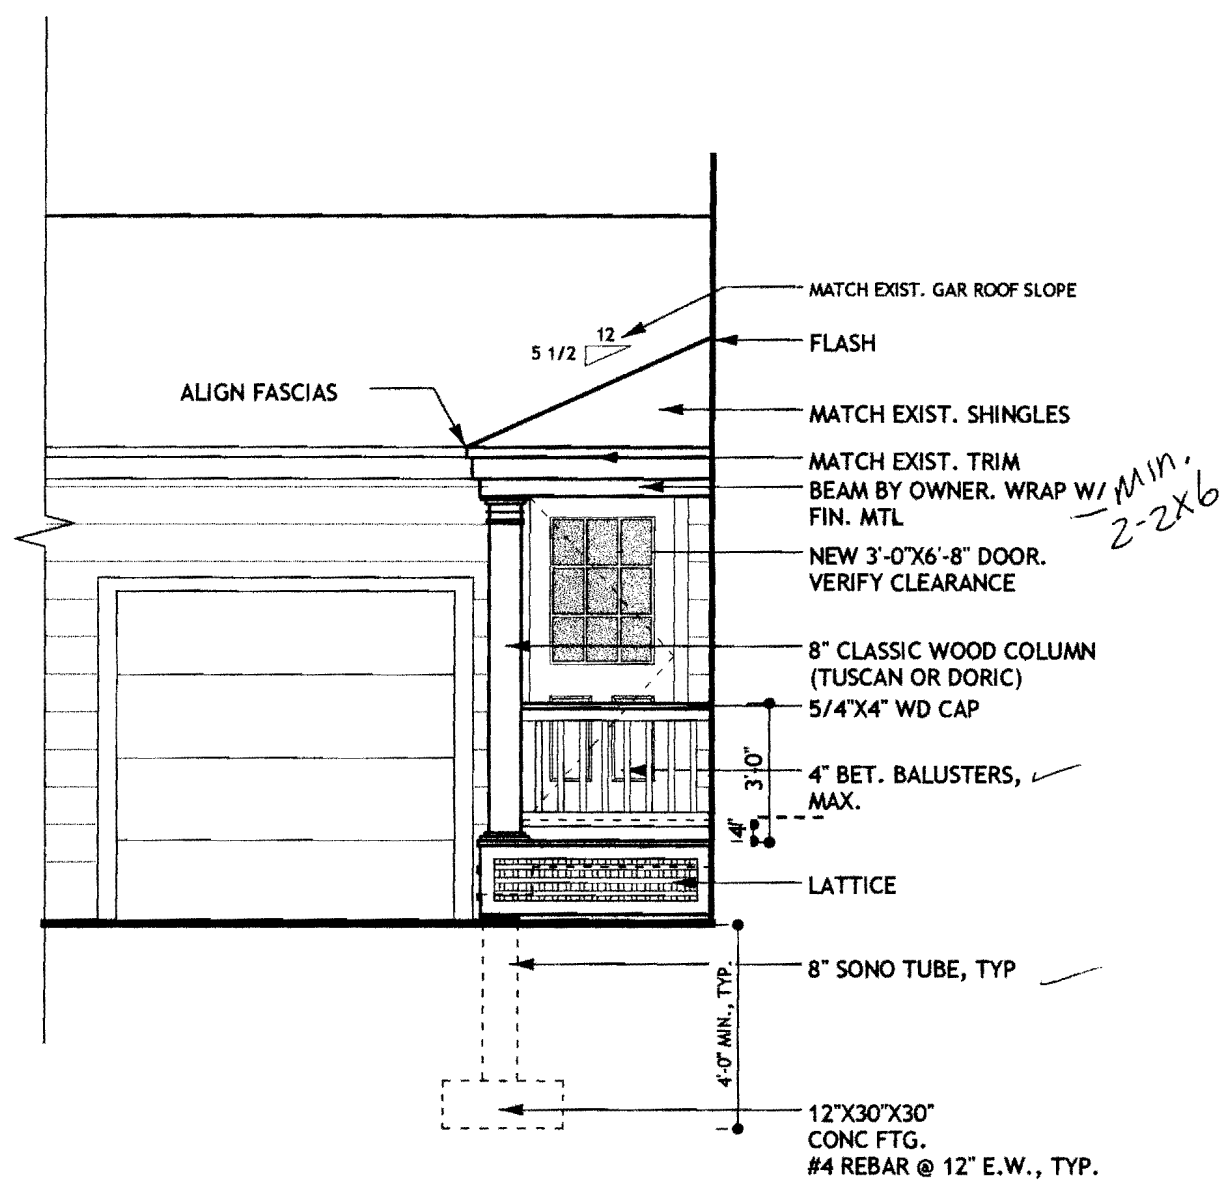 MATCH EXIST. GAR ROOF SLOPE
12
5 1/2
FLASH
ALIGN FASCIAS
MATCH EXIST. SHINGLES
MATCH EXIST. TRIM
BEAM BY OWNER. WRAP W/
FIN. MTL
MIN.
2-2X6
NEW 3'-0"X6'-8" DOOR.
VERIFY CLEARANCE
8" CLASSIC WOOD COLUMN
(TUSCAN OR DORIC)
5/4"X4" WD CAP
3'-0"
4" BET. BALUSTERS,
MAX.
4"
LATTICE
8" SONO TUBE, TYP
4'-0" MIN., TYP.
12"X30"X30"
CONC FTG.
#4 REBAR @ 12" E.W., TYP.